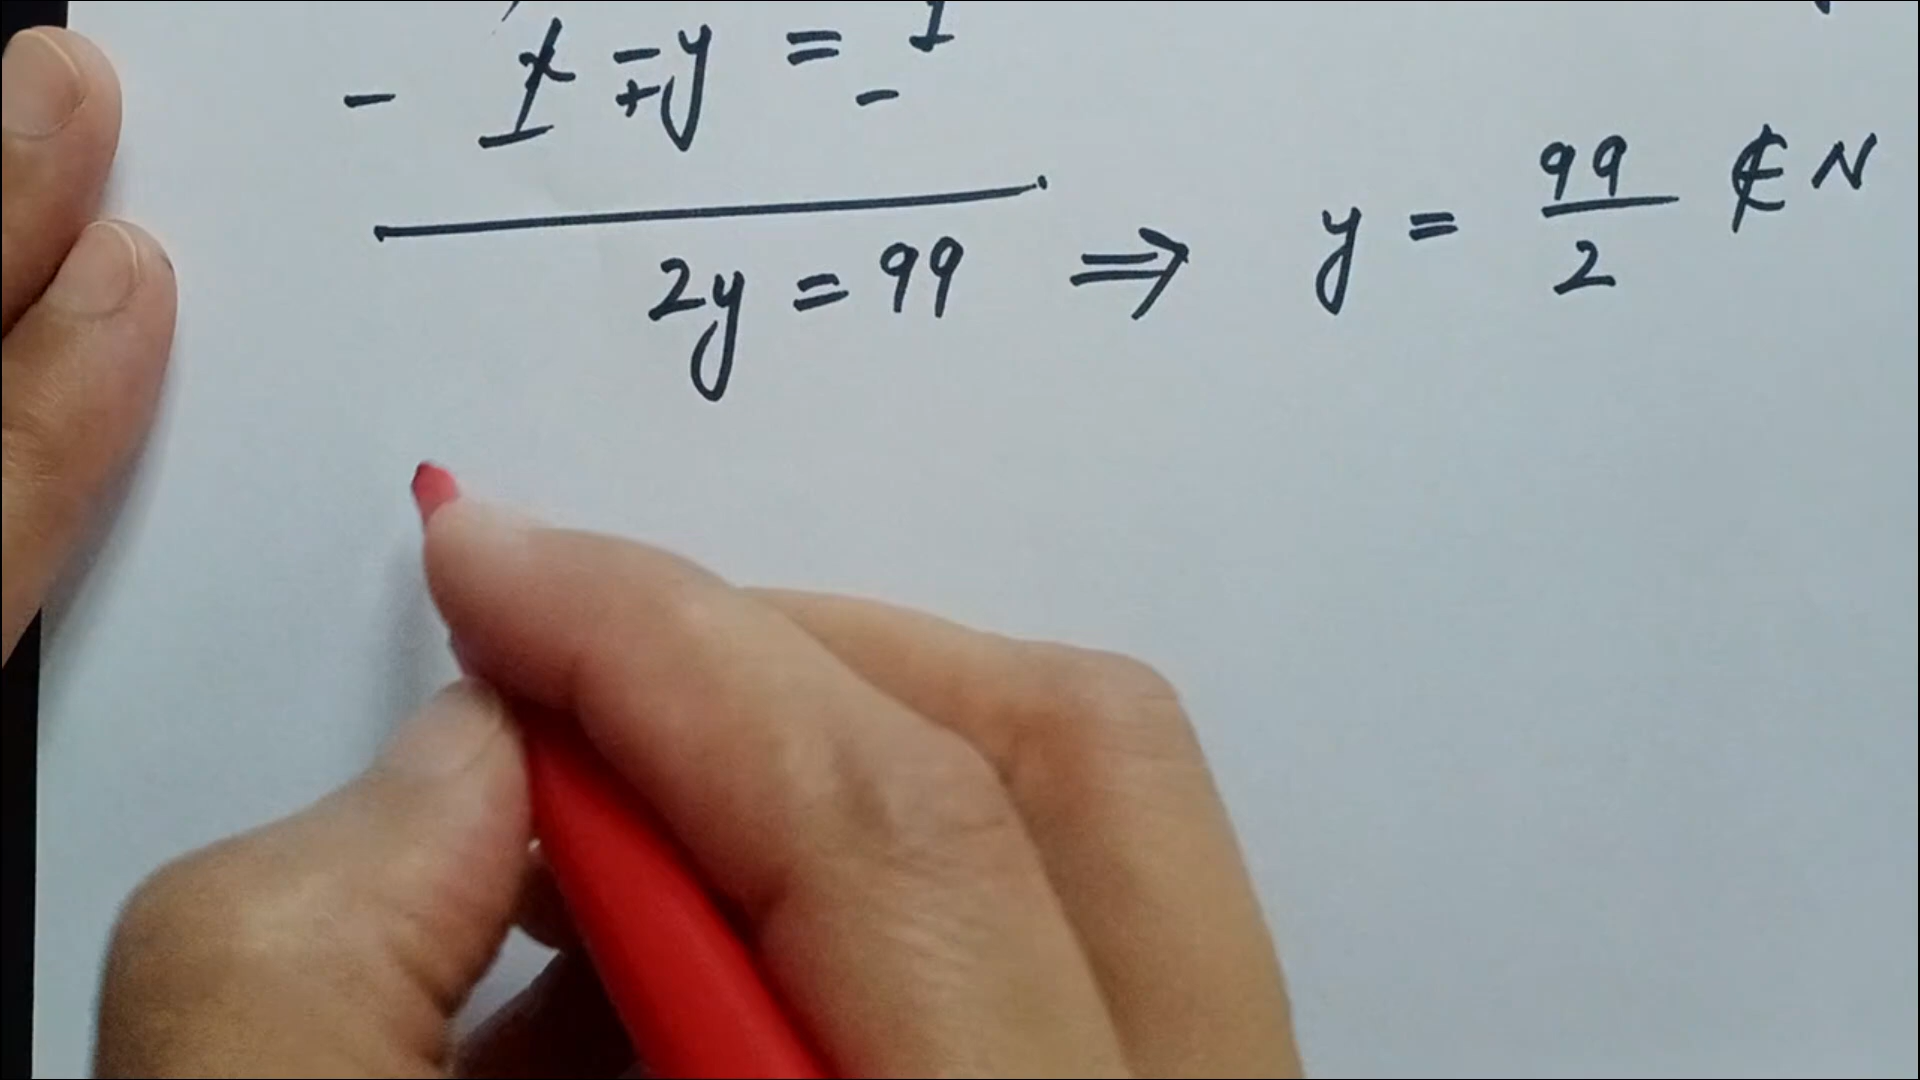 x - y = 1
- + -
2y = 99 ⇒ y = 99/2 ∉ N